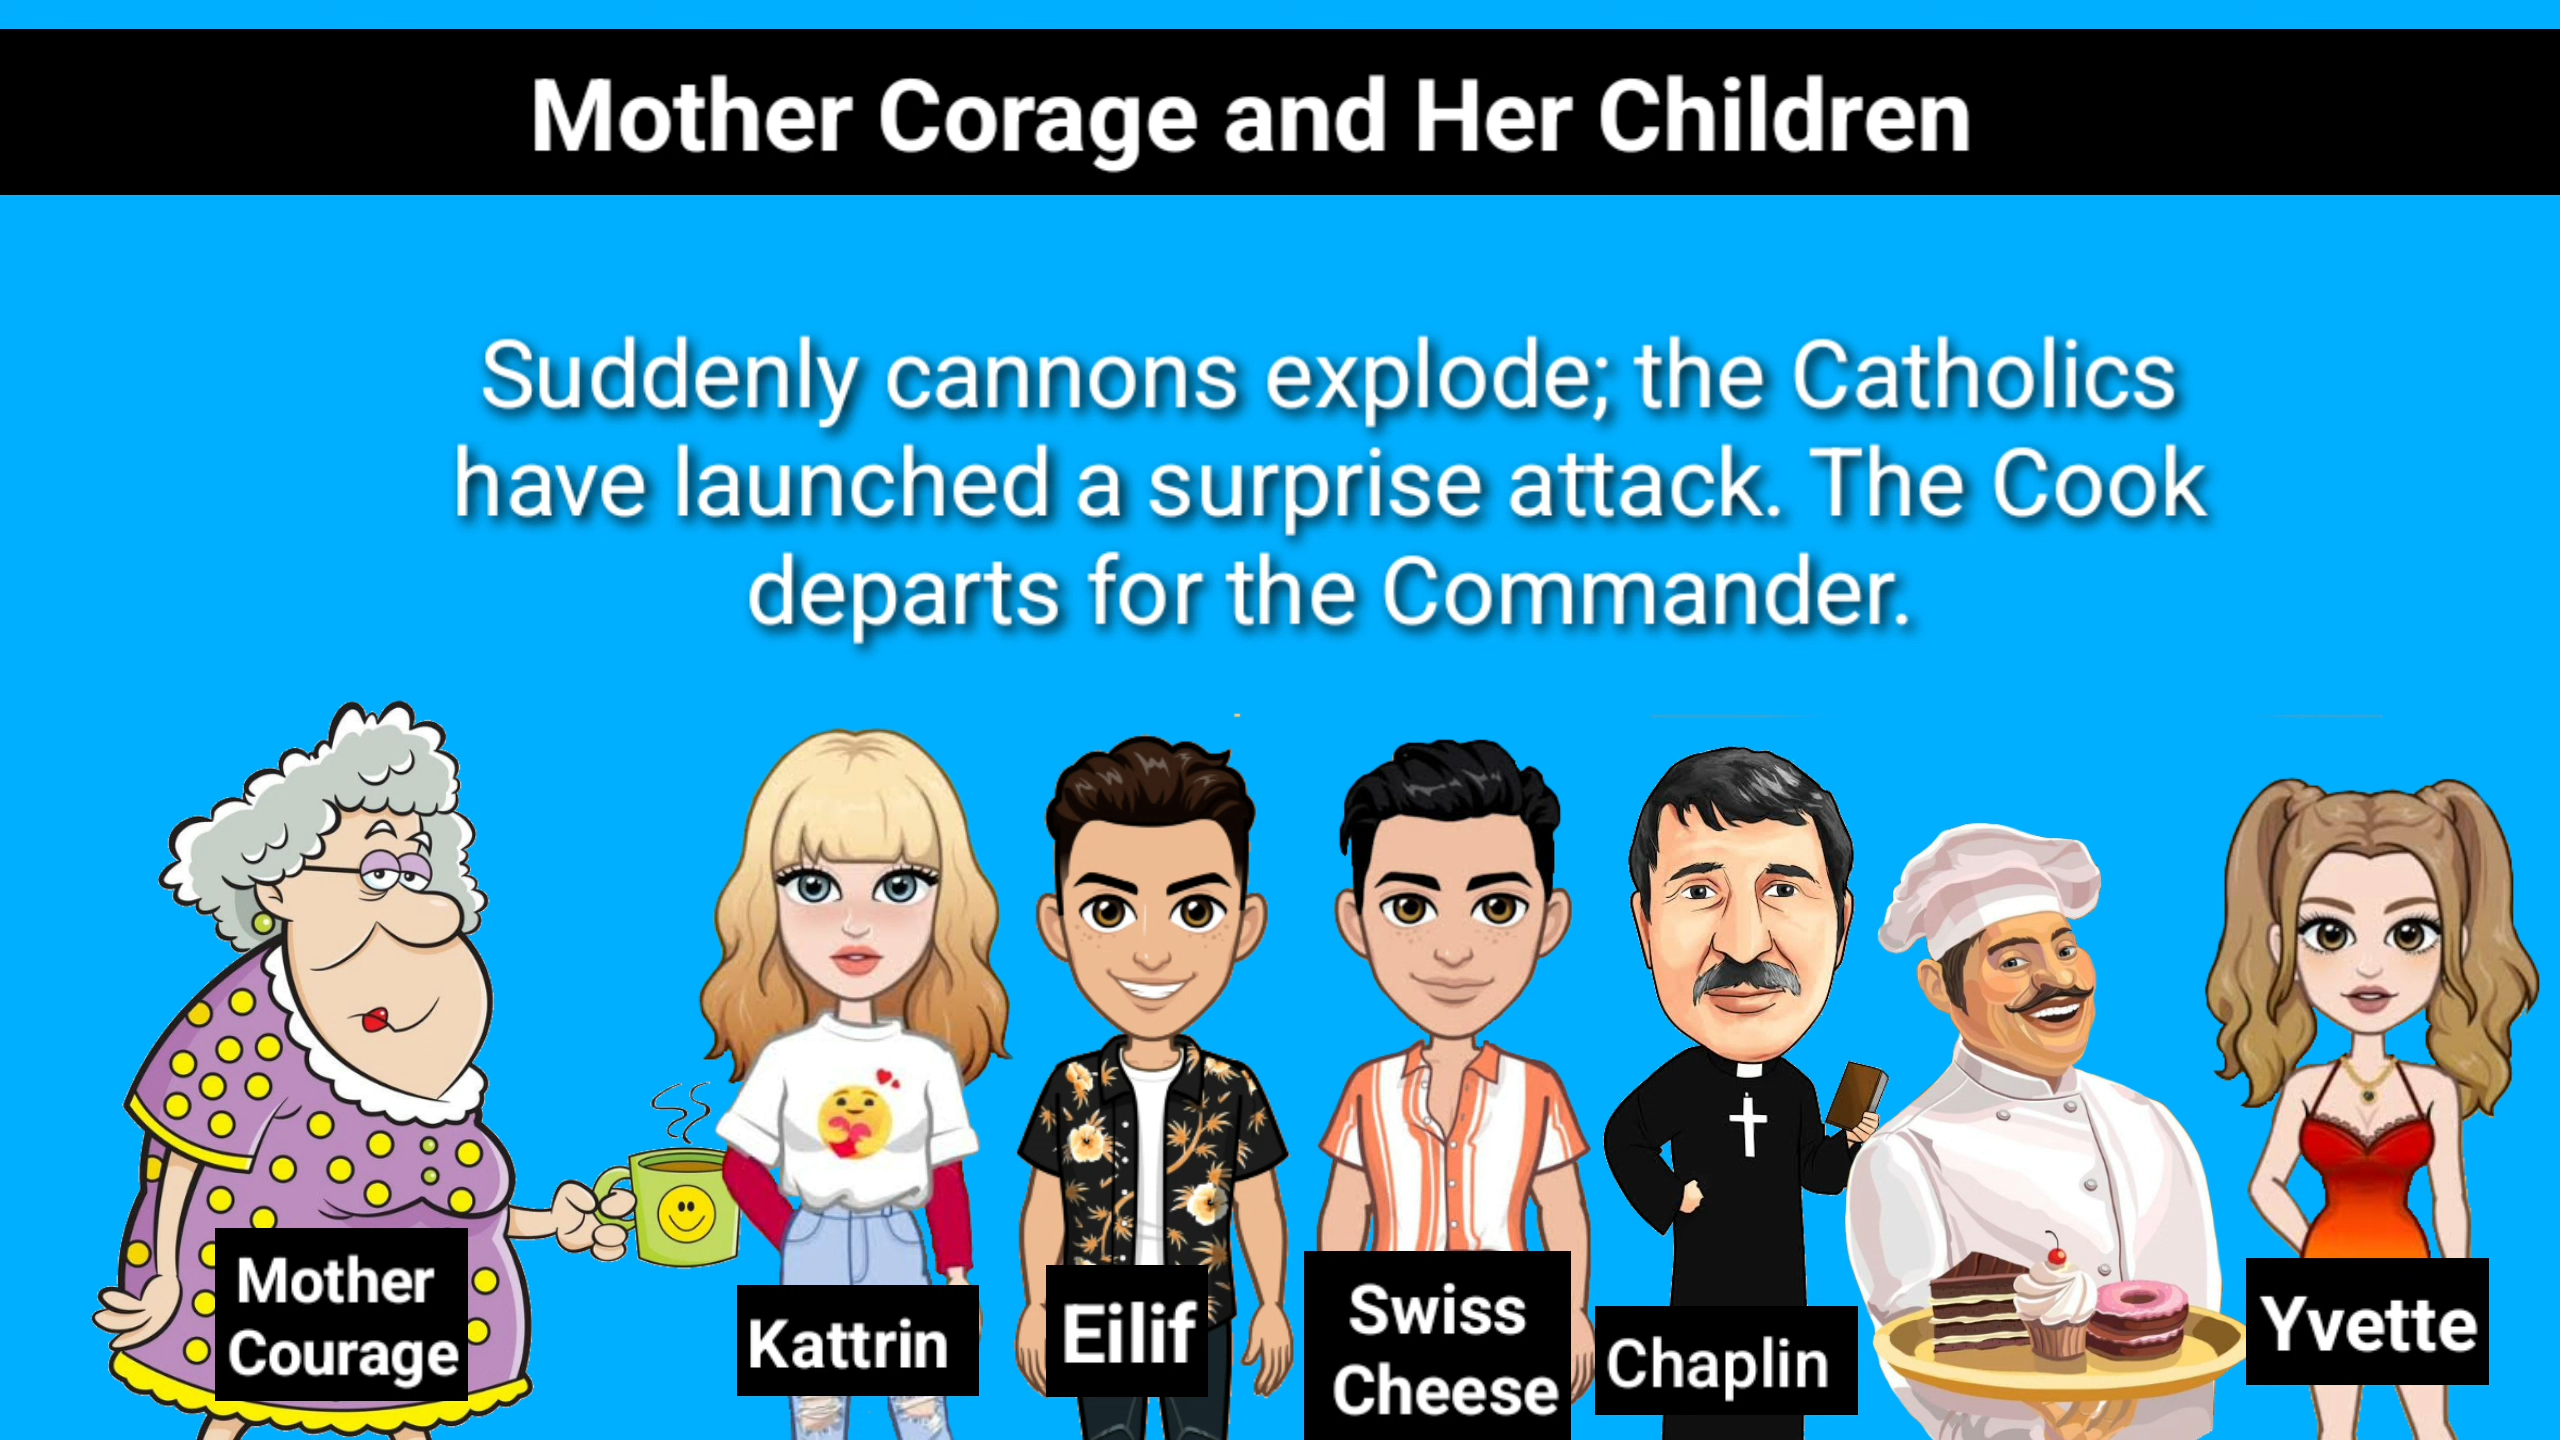 Mother Corage and Her Children
Suddenly cannons explode; the Catholics
have launched a surprise attack. The Cook
departs for the Commander.
Mother
Courage
Kattrin
Eilif
Swiss
Cheese
Chaplin
Yvette